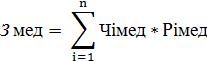 З мед = ∑_{i=1}^{n} Чімед * Рімед